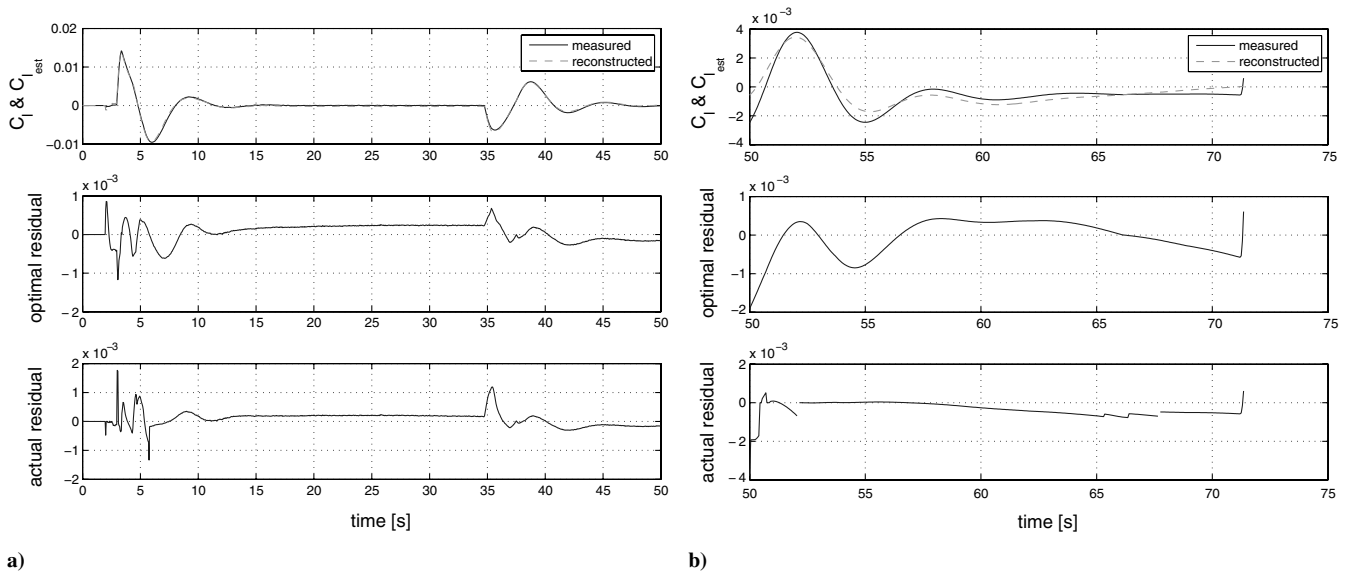 0.02
0.01
0
−0.01
C_l & C_l_est
measured
reconstructed
0 5 10 15 20 25 30 35 40 45 50
x 10⁻³
1
0
−1
−2
optimal residual
0 5 10 15 20 25 30 35 40 45 50
x 10⁻³
2
1
0
−1
−2
actual residual
0 5 10 15 20 25 30 35 40 45 50
time [s]
a)
x 10⁻³
4
2
0
−2
−4
C_l & C_l_est
measured
reconstructed
50 55 60 65 70 75
x 10⁻³
1
0
−1
−2
optimal residual
50 55 60 65 70 75
x 10⁻³
2
0
−2
−4
actual residual
50 55 60 65 70 75
time [s]
b)